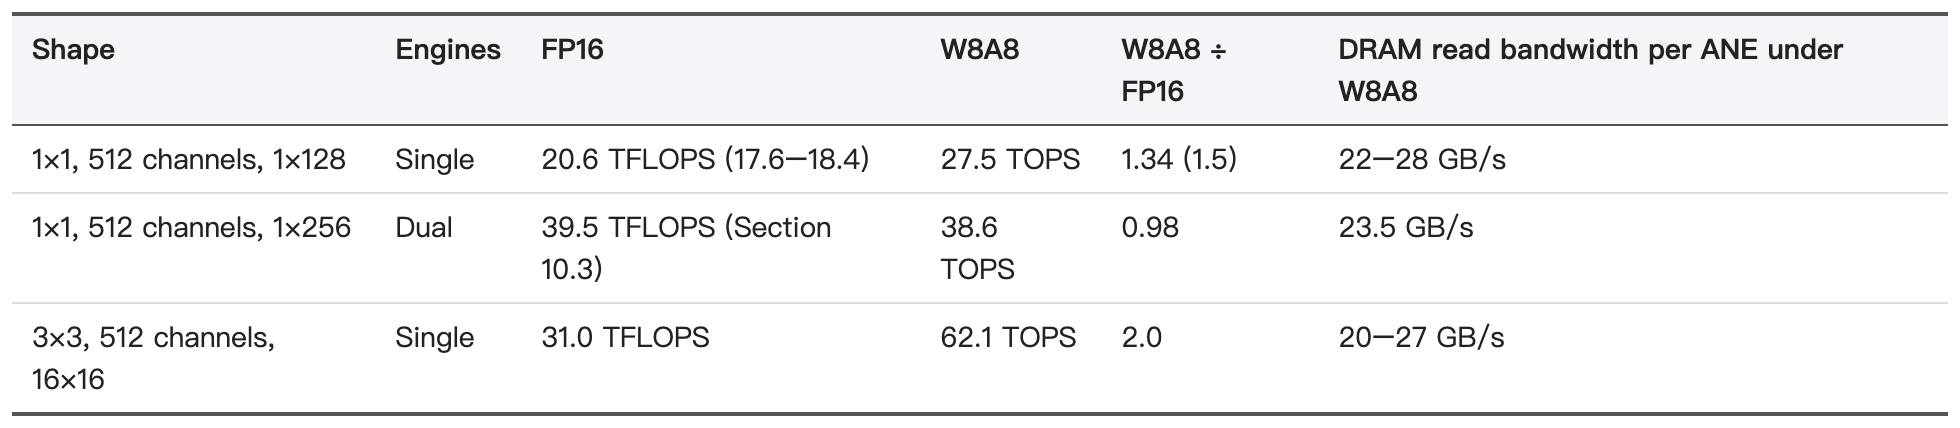 Shape Engines FP16 W8A8 W8A8 ÷ DRAM read bandwidth per ANE under
FP16 W8A8
1×1, 512 channels, 1×128 Single 20.6 TFLOPS (17.6–18.4) 27.5 TOPS 1.34 (1.5) 22–28 GB/s
1×1, 512 channels, 1×256 Dual 39.5 TFLOPS (Section 38.6 0.98 23.5 GB/s
10.3) TOPS
3×3, 512 channels, Single 31.0 TFLOPS 62.1 TOPS 2.0 20–27 GB/s
16×16